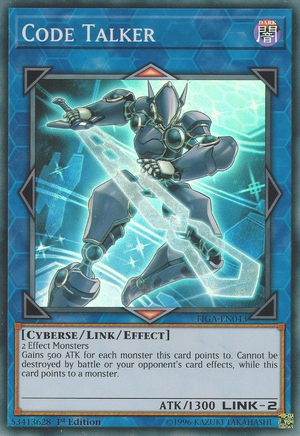 CODE TALKER
DARK
闇
FIGA-EN043
[CYBERSE/LINK/EFFECT]
2 Effect Monsters
Gains 500 ATK for each monster this card points to. Cannot be
destroyed by battle or your opponent's card effects, while this
card points to a monster.
ATK/1300 LINK-2
53413628 1st Edition ©1996 KAZUKI TAKAHASHI